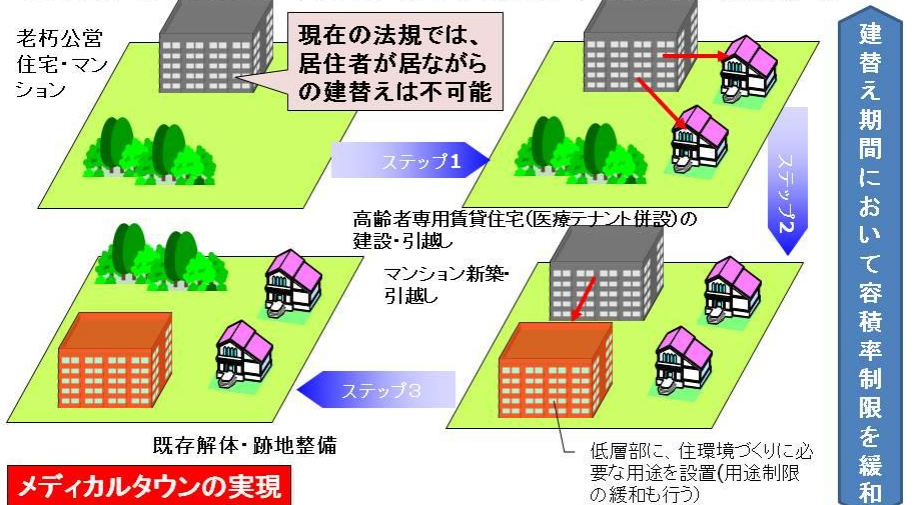 老朽公営
住宅・マン
ション
現在の法規では、
居住者が居ながら
の建替えは不可能
ステップ1
ステップ2
高齢者専用賃貸住宅(医療テナント併設)の
建設・引越し
マンション新築・
引越し
ステップ3
既存解体・跡地整備
低層部に、住環境づくりに必
要な用途を設置(用途制限
の緩和も行う)
メディカルタウンの実現
建替え期間において容積率制限を緩和